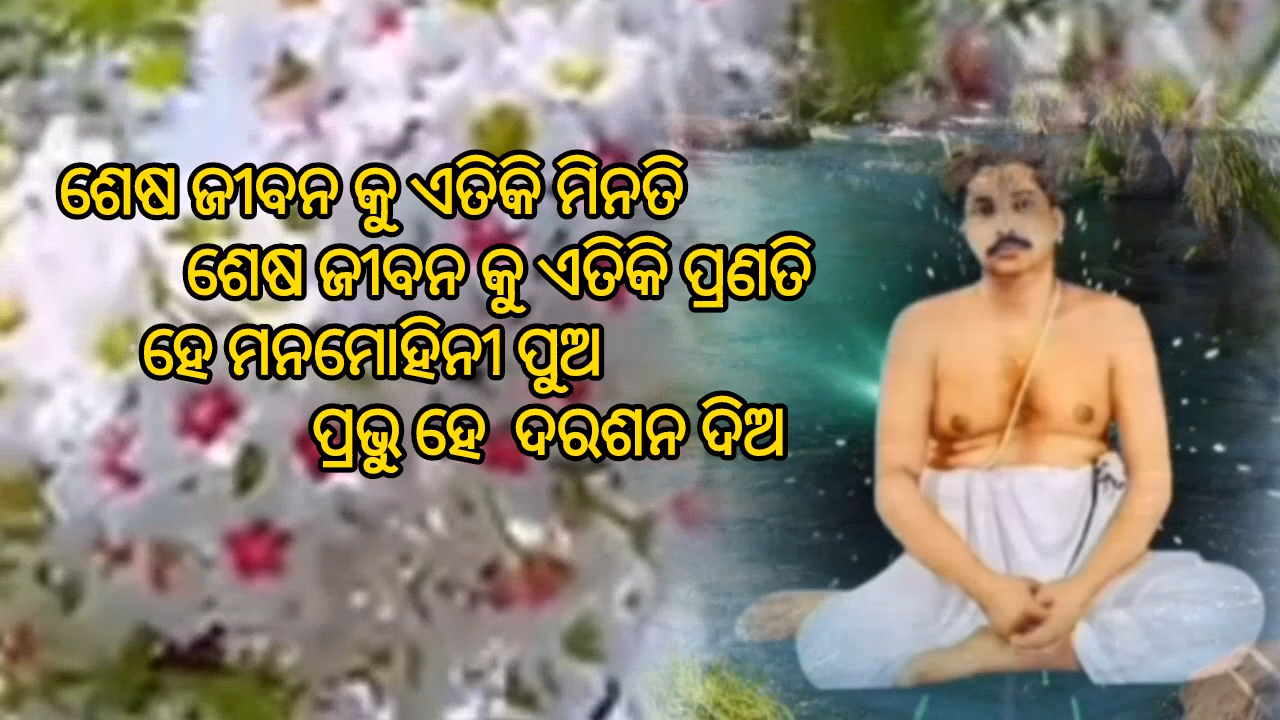 ଶେଷ ଜୀବନ କୁ ଏତିକି ମିନତି
ଶେଷ ଜୀବନ କୁ ଏତିକି ପ୍ରଣତି
ହେ ମନମୋହିନୀ ପୁଅ
ପ୍ରଭୁ ହେ ଦରଶନ ଦିଅ